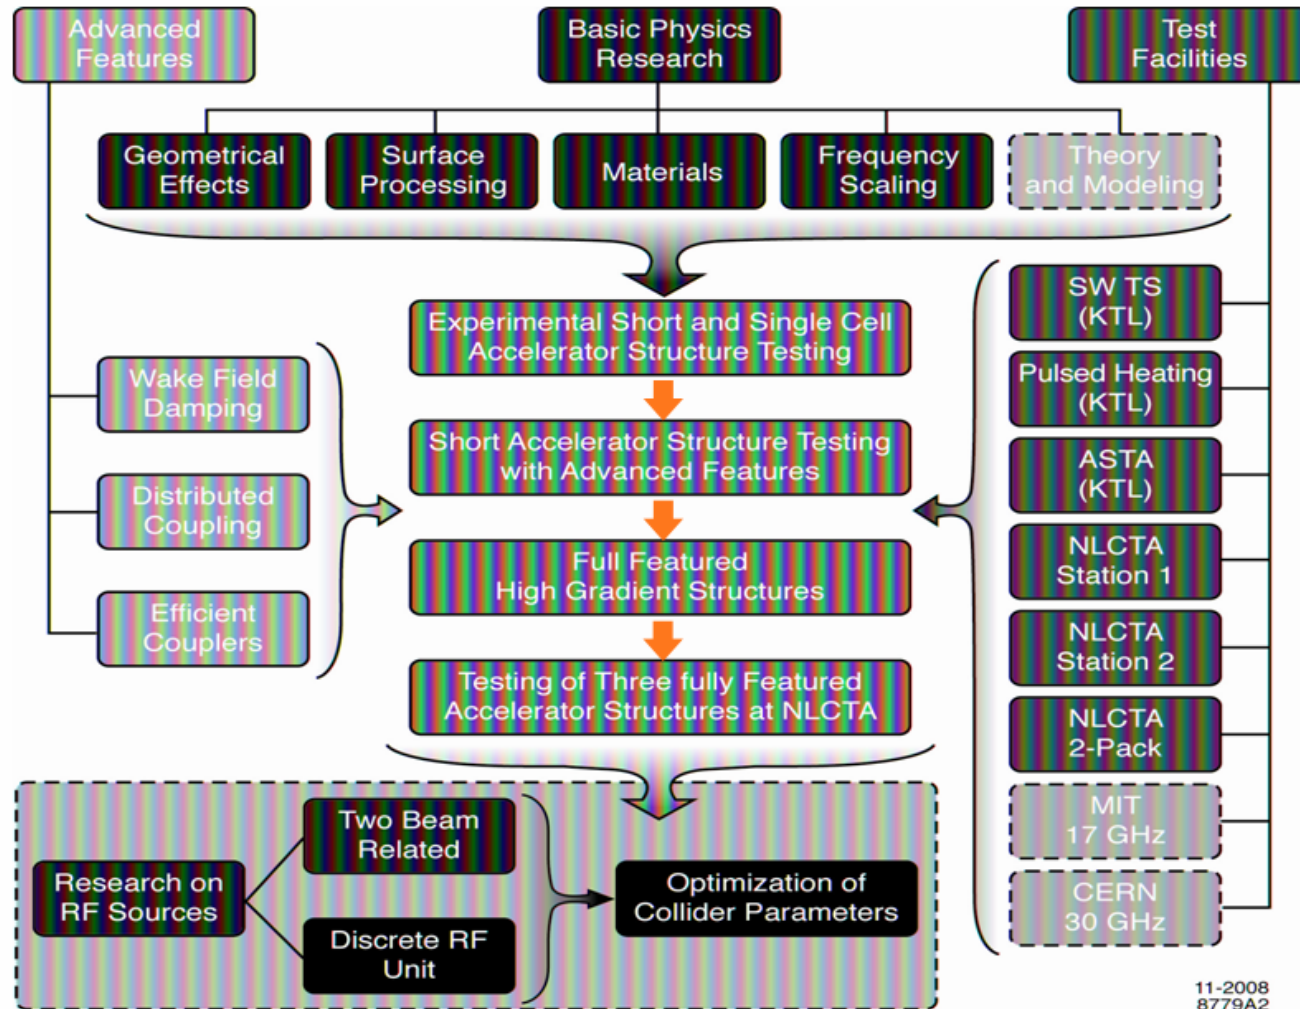 Advanced
Features
Basic Physics
Research
Test
Facilities
Geometrical
Effects
Surface
Processing
Materials
Frequency
Scaling
Theory
and Modeling
Experimental Short and Single Cell
Accelerator Structure Testing
Short Accelerator Structure Testing
with Advanced Features
Full Featured
High Gradient Structures
Testing of Three fully Featured
Accelerator Structures at NLCTA
Wake Field
Damping
Distributed
Coupling
Efficient
Couplers
SW TS
(KTL)
Pulsed Heating
(KTL)
ASTA
(KTL)
NLCTA
Station 1
NLCTA
Station 2
NLCTA
2-Pack
MIT
17 GHz
CERN
30 GHz
Research on
RF Sources
Two Beam
Related
Discrete RF
Unit
Optimization of
Collider Parameters
11-2008
8779A2